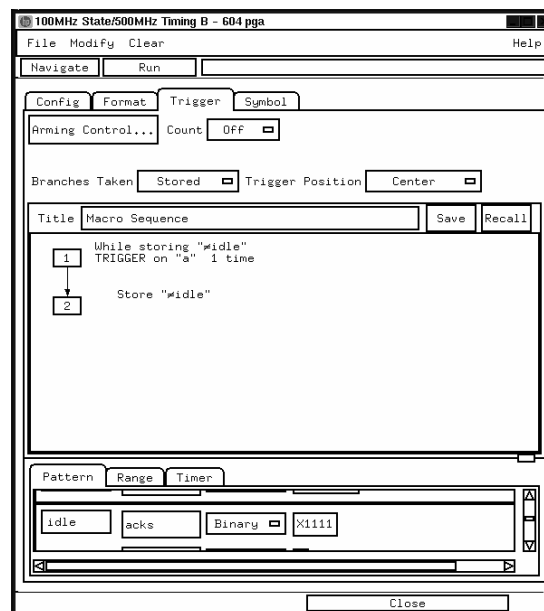 100MHz State/500MHz Timing B - 604 pga
File Modify Clear Help
Navigate Run
Config Format Trigger Symbol
Arming Control... Count Off
Branches Taken Stored Trigger Position Center
Title Macro Sequence Save Recall
While storing "≠idle"
1 TRIGGER on "a" 1 time
Store "≠idle"
2
Pattern Range Timer
idle acks Binary X1111
Close